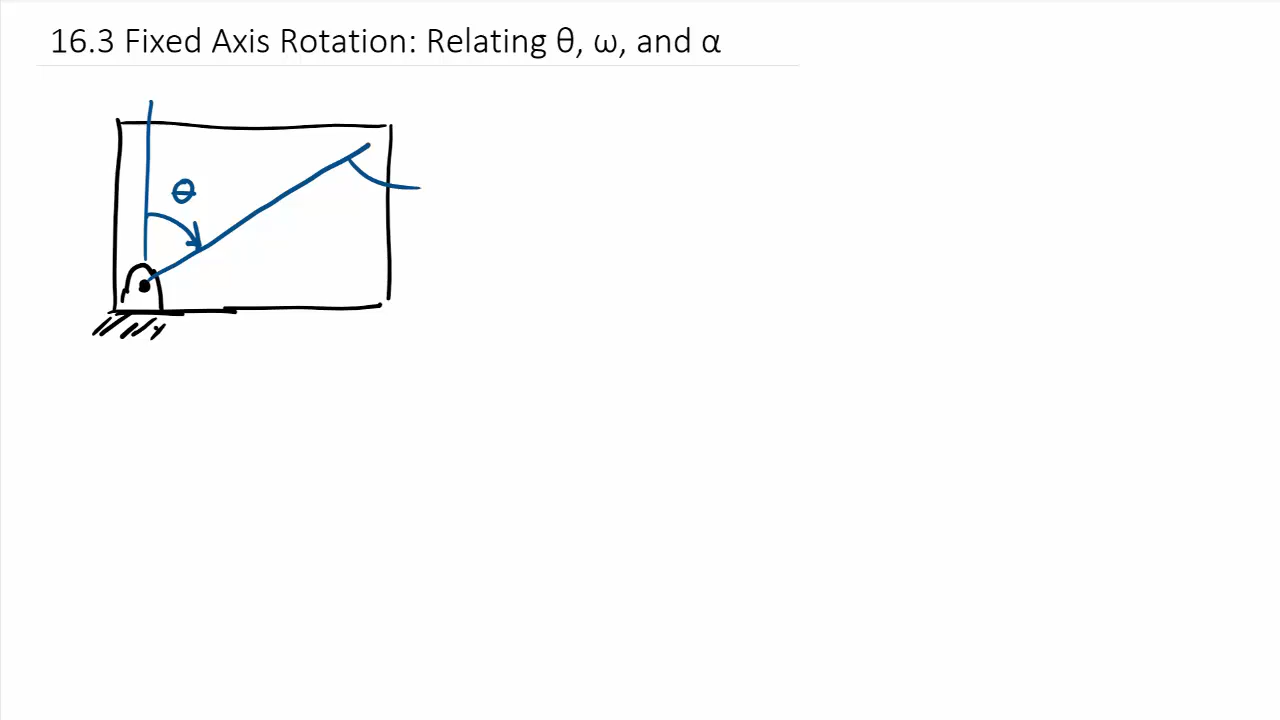 16.3 Fixed Axis Rotation: Relating θ, ω, and α
θ